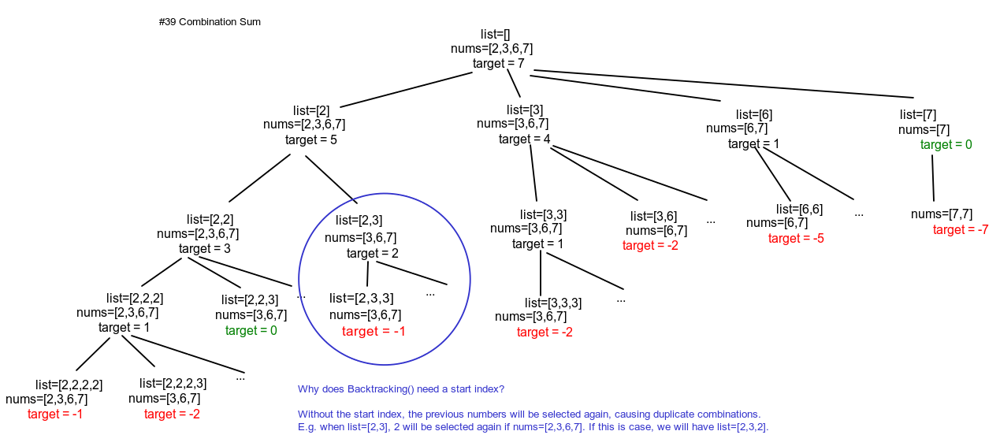 #39 Combination Sum
list=[]
nums=[2,3,6,7]
target = 7
list=[2]
nums=[2,3,6,7]
target = 5
list=[3]
nums=[3,6,7]
target = 4
list=[6]
nums=[6,7]
target = 1
list=[7]
nums=[7]
target = 0
list=[2,2]
nums=[2,3,6,7]
target = 3
list=[2,3]
nums=[3,6,7]
target = 2
list=[3,3]
nums=[3,6,7]
target = 1
list=[3,6]
nums=[6,7]
target = -2
...
list=[6,6]
nums=[6,7]
target = -5
...
nums=[7,7]
target = -7
list=[2,2,2]
nums=[2,3,6,7]
target = 1
list=[2,2,3]
nums=[3,6,7]
target = 0
...
list=[2,3,3]
nums=[3,6,7]
target = -1
...
list=[3,3,3]
nums=[3,6,7]
target = -2
...
list=[2,2,2,2]
nums=[2,3,6,7]
target = -1
list=[2,2,2,3]
nums=[3,6,7]
target = -2
...
Why does Backtracking() need a start index?
Without the start index, the previous numbers will be selected again, causing duplicate combinations.
E.g. when list=[2,3], 2 will be selected again if nums=[2,3,6,7]. If this is case, we will have list=[2,3,2].